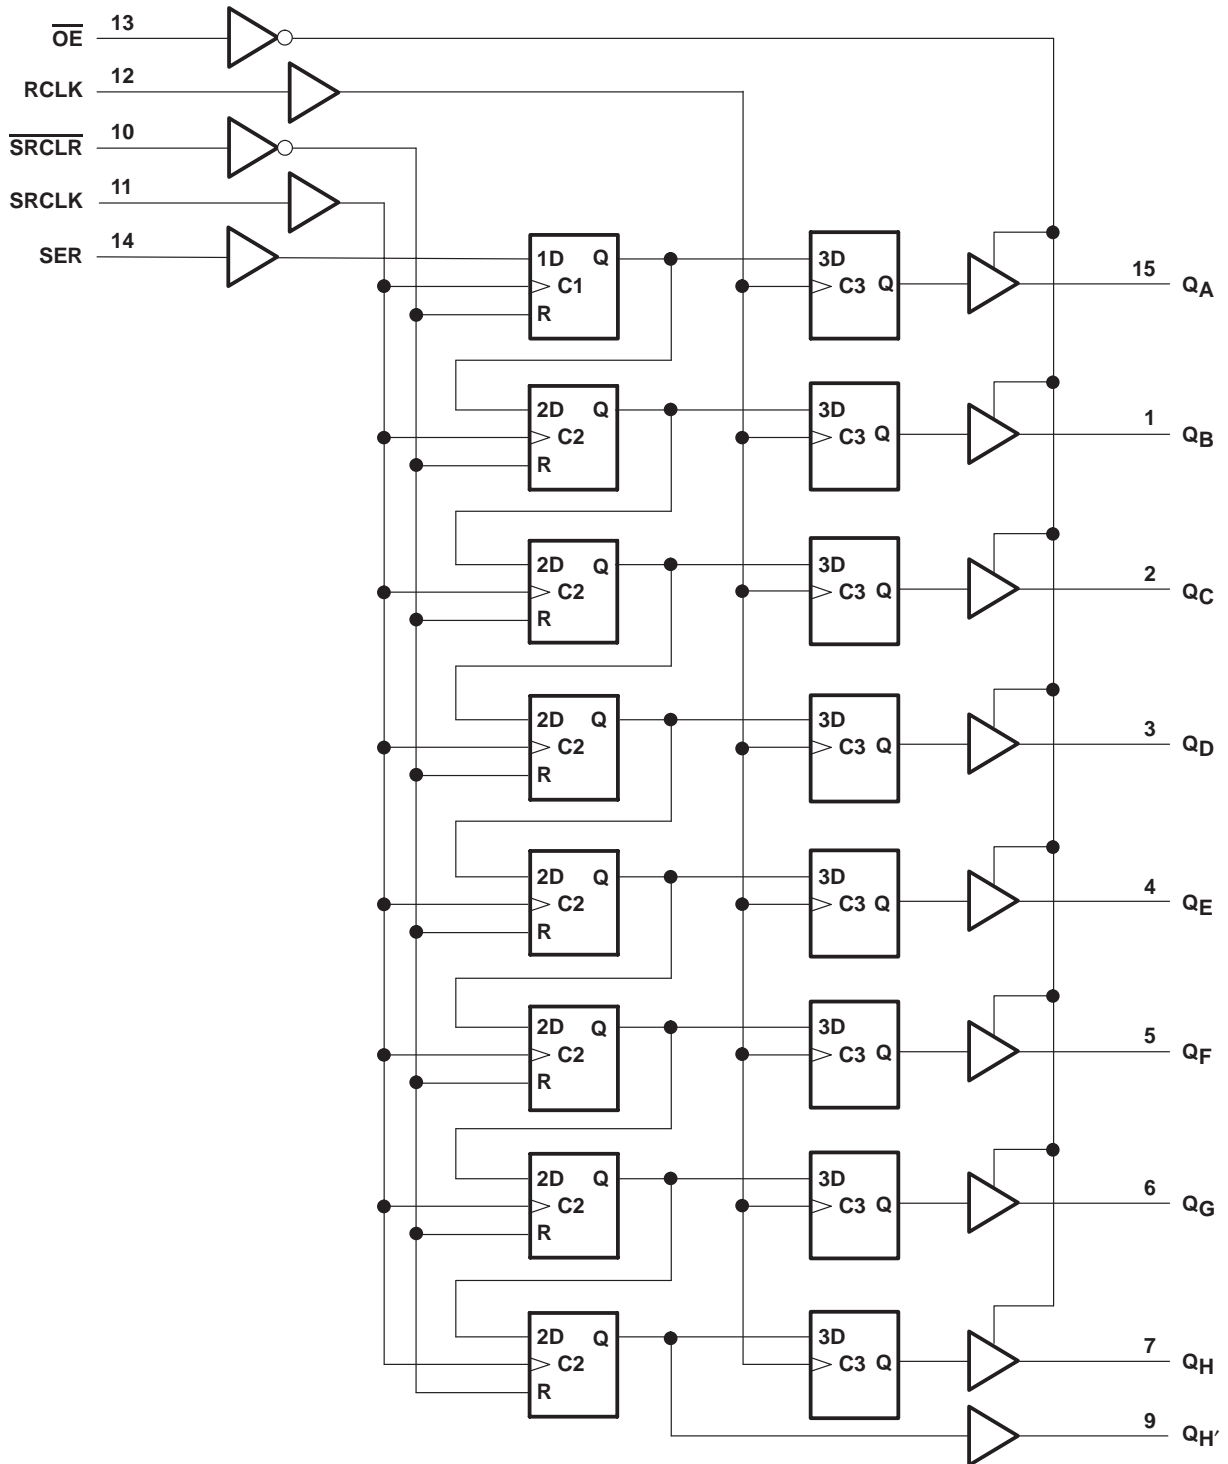 OE 13
RCLK 12
SRCLR 10
SRCLK 11
SER 14
1D Q 3D
C1 C3 Q 15 QA
R
2D Q 3D
C2 C3 Q 1 QB
R
2D Q 3D
C2 C3 Q 2 QC
R
2D Q 3D
C2 C3 Q 3 QD
R
2D Q 3D
C2 C3 Q 4 QE
R
2D Q 3D
C2 C3 Q 5 QF
R
2D Q 3D
C2 C3 Q 6 QG
R
2D Q 3D
C2 C3 Q 7 QH
R
9 QH′